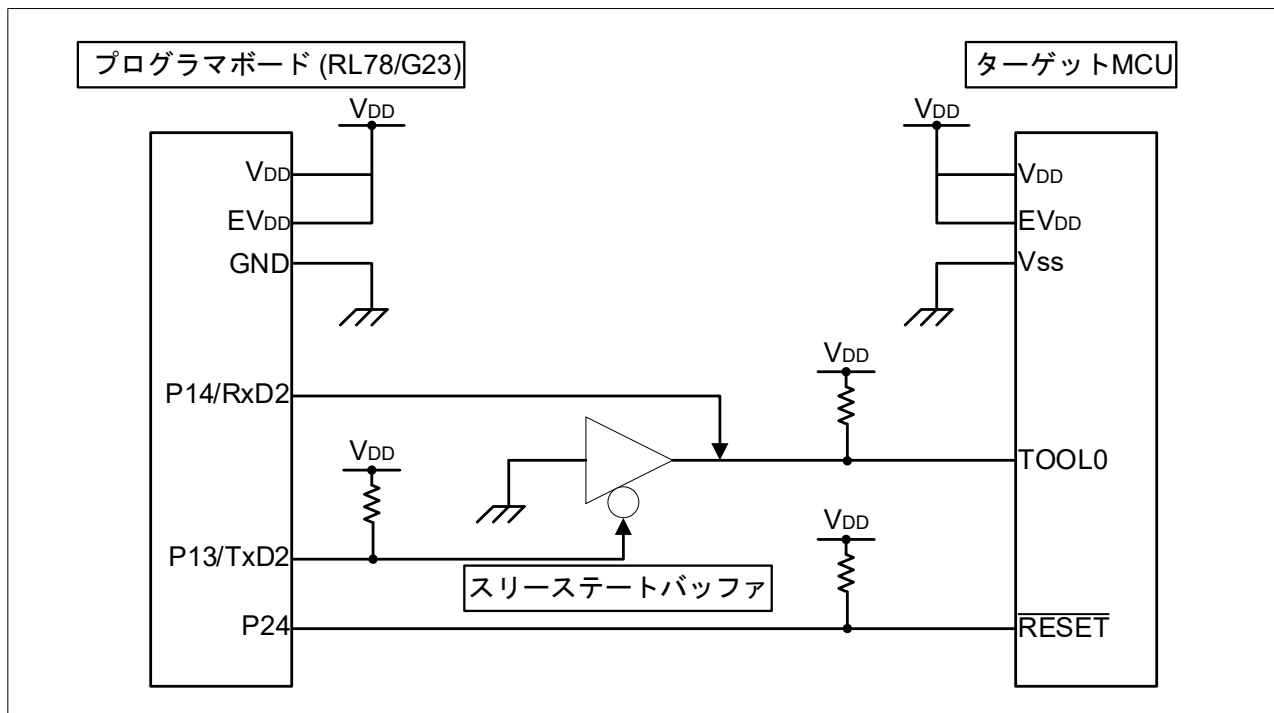 プログラマボード (RL78/G23)
ターゲットMCU
VDD
VDD
VDD
EVDD
GND
VDD
EVDD
Vss
P14/RxD2
VDD
VDD
TOOL0
P13/TxD2
VDD
スリーステートバッファ
P24
RESET